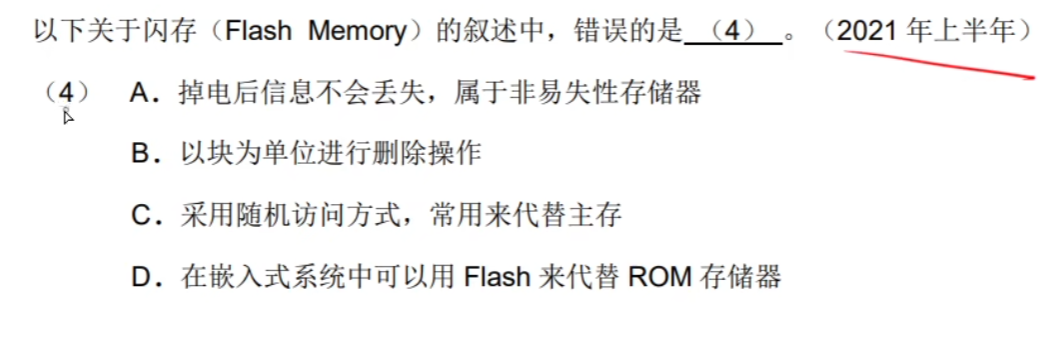 以下关于闪存（Flash Memory）的叙述中，错误的是 （4） 。（2021 年上半年）
（4） A．掉电后信息不会丢失，属于非易失性存储器
B．以块为单位进行删除操作
C．采用随机访问方式，常用来代替主存
D．在嵌入式系统中可以用 Flash 来代替 ROM 存储器